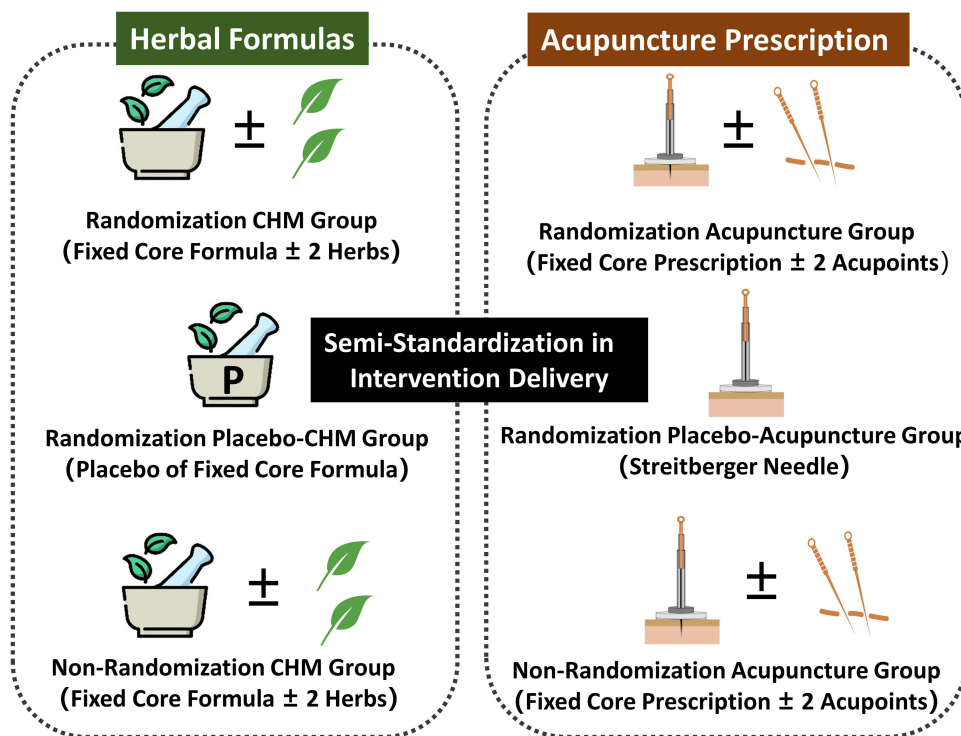 Herbal Formulas
±
Randomization CHM Group
(Fixed Core Formula ± 2 Herbs)
P
Randomization Placebo-CHM Group
(Placebo of Fixed Core Formula)
±
Non-Randomization CHM Group
(Fixed Core Formula ± 2 Herbs)
Semi-Standardization in
Intervention Delivery
Acupuncture Prescription
±
Randomization Acupuncture Group
(Fixed Core Prescription ± 2 Acupoints)
Randomization Placebo-Acupuncture Group
(Streitberger Needle)
±
Non-Randomization Acupuncture Group
(Fixed Core Prescription ± 2 Acupoints)